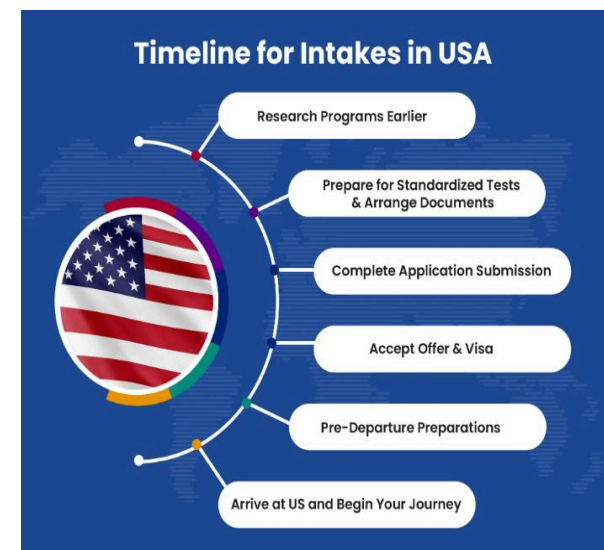 Timeline for Intakes in USA
Research Programs Earlier
Prepare for Standardized Tests
& Arrange Documents
Complete Application Submission
Accept Offer & Visa
Pre-Departure Preparations
Arrive at US and Begin Your Journey